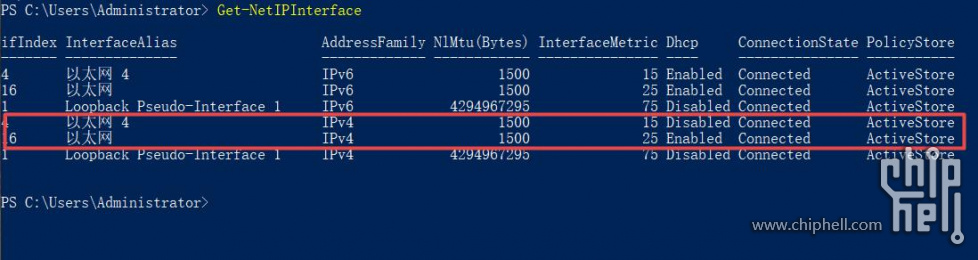 PS C:\Users\Administrator> Get-NetIPInterface
ifIndex InterfaceAlias AddressFamily NlMtu(Bytes) InterfaceMetric Dhcp ConnectionState PolicyStore
------- -------------- ------------- ------------ --------------- ---- --------------- -----------
4 以太网 4 IPv6 1500 15 Enabled Connected ActiveStore
16 以太网 IPv6 1500 25 Enabled Connected ActiveStore
1 Loopback Pseudo-Interface 1 IPv6 4294967295 75 Disabled Connected ActiveStore
4 以太网 4 IPv4 1500 15 Disabled Connected ActiveStore
16 以太网 IPv4 1500 25 Enabled Connected ActiveStore
1 Loopback Pseudo-Interface 1 IPv4 4294967295 75 Disabled Connected ActiveStore
PS C:\Users\Administrator>
www.chiphell.com
chip
hell